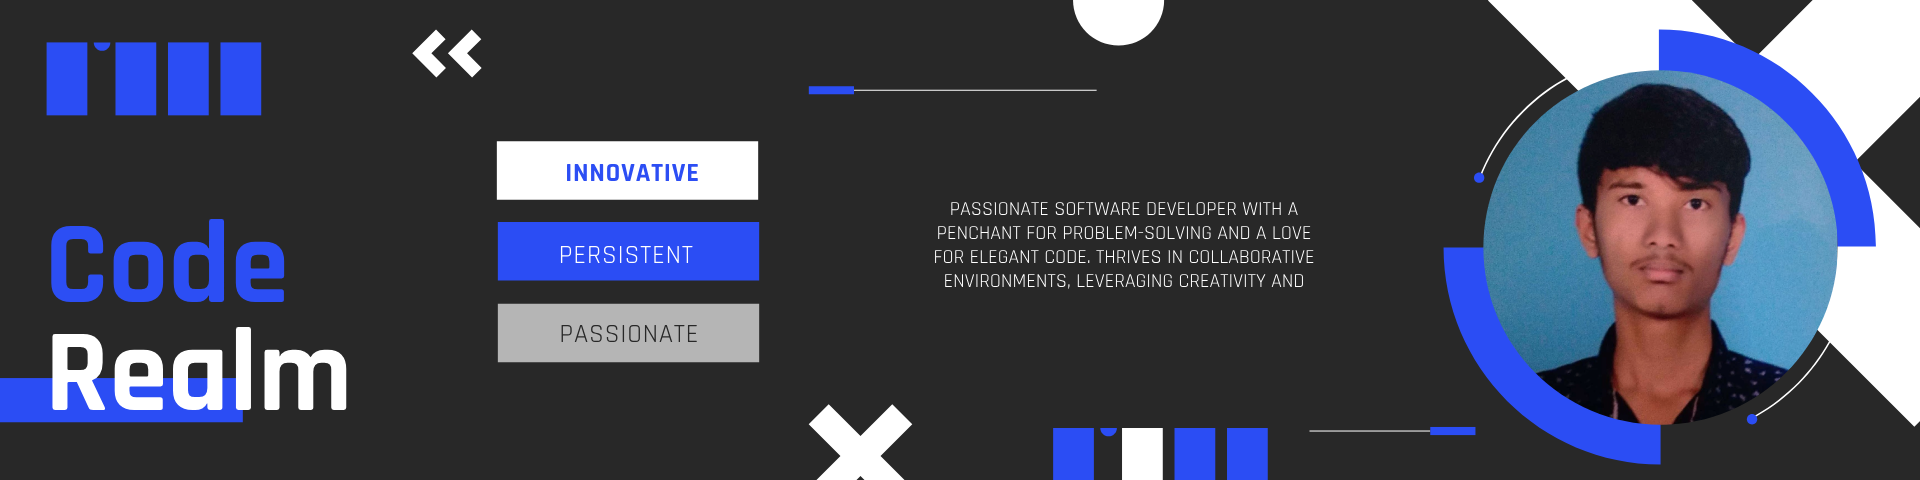 Code
Realm
INNOVATIVE
PERSISTENT
PASSIONATE
PASSIONATE SOFTWARE DEVELOPER WITH A
PENCHANT FOR PROBLEM-SOLVING AND A LOVE
FOR ELEGANT CODE. THRIVES IN COLLABORATIVE
ENVIRONMENTS, LEVERAGING CREATIVITY AND